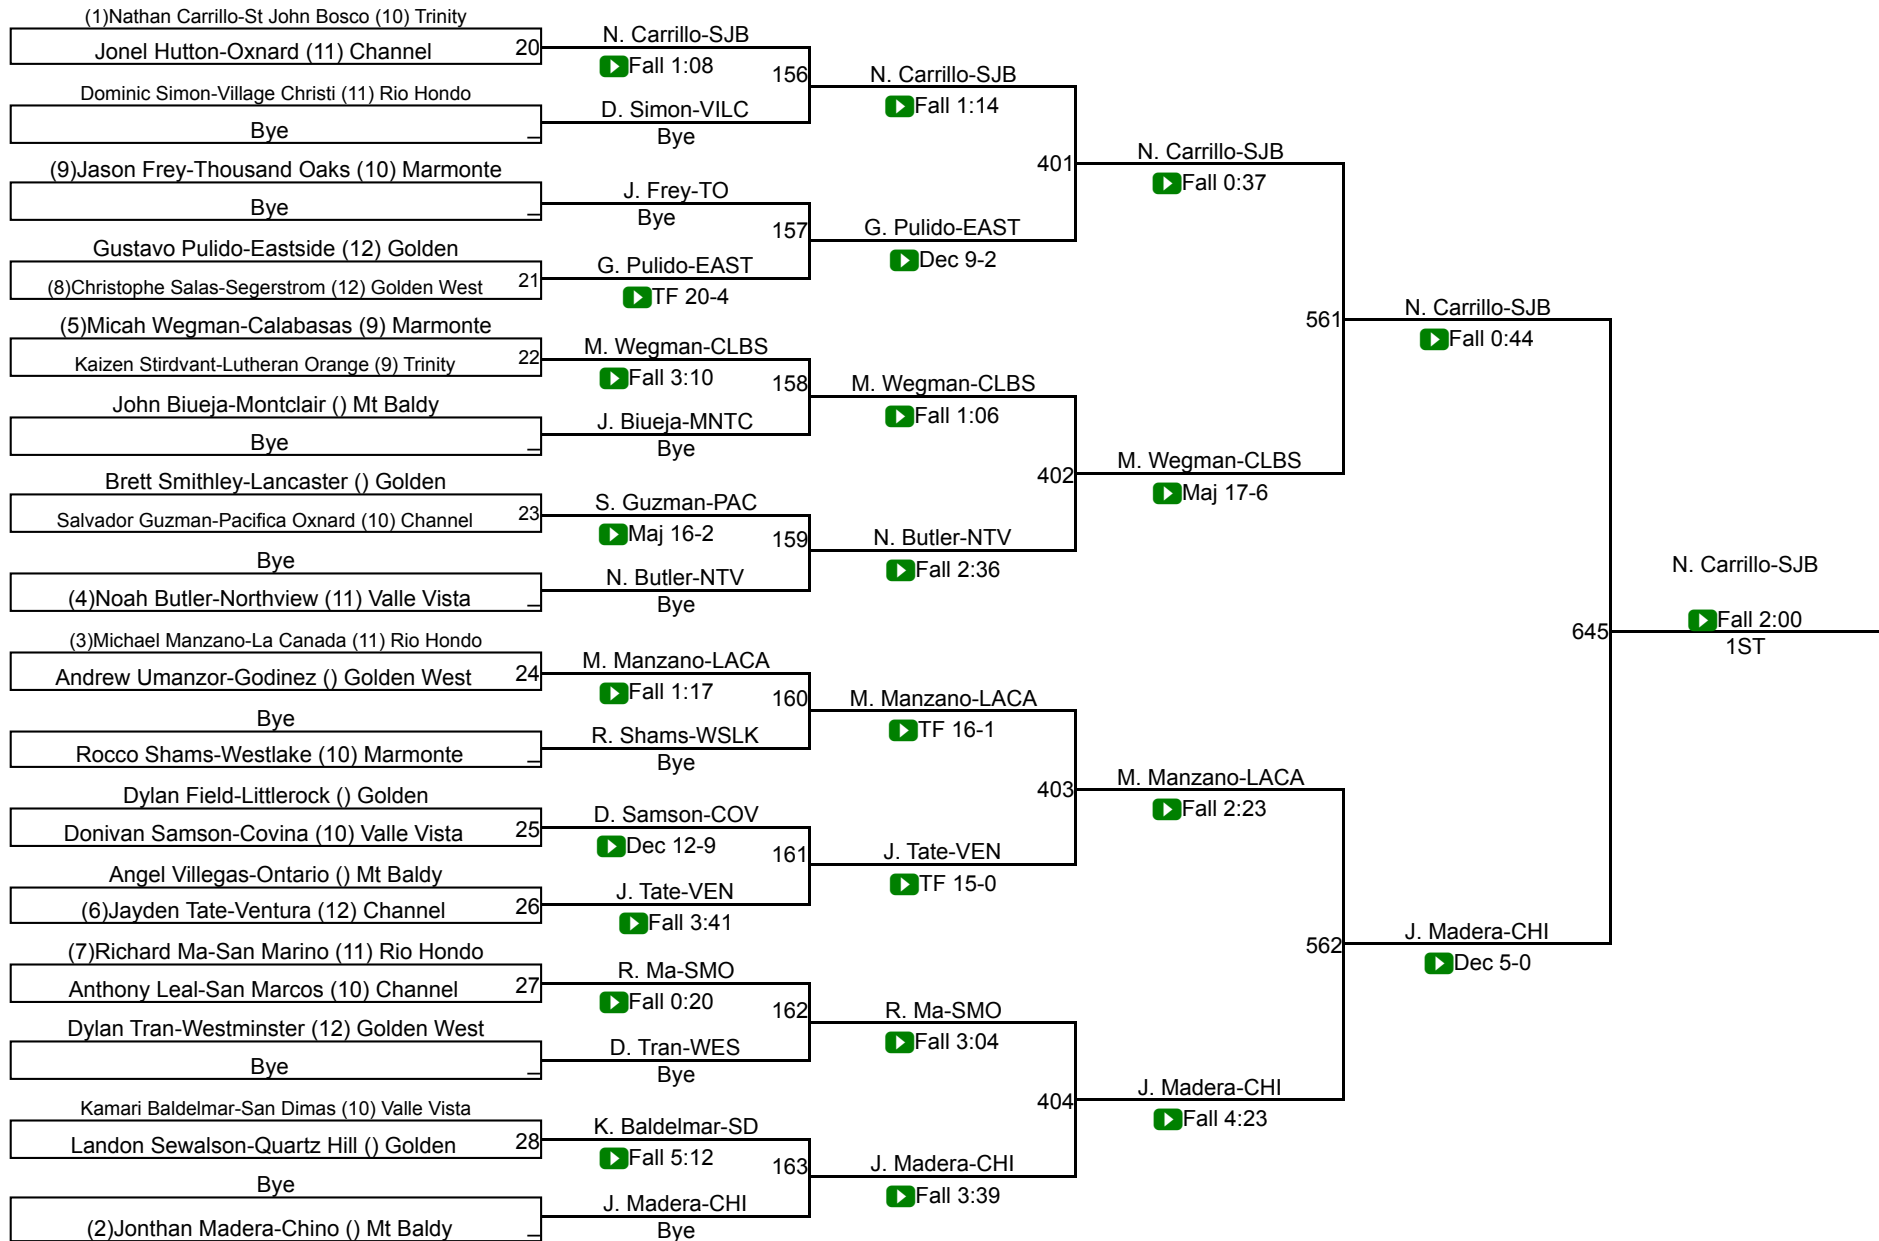 (1)Nathan Carrillo-St John Bosco (10) Trinity
Jonel Hutton-Oxnard (11) Channel 20
Dominic Simon-Village Christi (11) Rio Hondo
Bye _
(9)Jason Frey-Thousand Oaks (10) Marmonte
Bye _
Gustavo Pulido-Eastside (12) Golden
(8)Christophe Salas-Segerstrom (12) Golden West 21
(5)Micah Wegman-Calabasas (9) Marmonte
Kaizen Stirdvant-Lutheran Orange (9) Trinity 22
John Biueja-Montclair () Mt Baldy
Bye _
Brett Smithley-Lancaster () Golden
Salvador Guzman-Pacifica Oxnard (10) Channel 23
Bye
(4)Noah Butler-Northview (11) Valle Vista _
(3)Michael Manzano-La Canada (11) Rio Hondo
Andrew Umanzor-Godinez () Golden West 24
Bye
Rocco Shams-Westlake (10) Marmonte _
Dylan Field-Littlerock () Golden
Donivan Samson-Covina (10) Valle Vista 25
Angel Villegas-Ontario () Mt Baldy
(6)Jayden Tate-Ventura (12) Channel 26
(7)Richard Ma-San Marino (11) Rio Hondo
Anthony Leal-San Marcos (10) Channel 27
Dylan Tran-Westminster (12) Golden West
Bye _
Kamari Baldelmar-San Dimas (10) Valle Vista
Landon Sewalson-Quartz Hill () Golden 28
Bye
(2)Jonthan Madera-Chino () Mt Baldy _
N. Carrillo-SJB
Fall 1:08
156
D. Simon-VILC
Bye
J. Frey-TO
Bye
157
G. Pulido-EAST
TF 20-4
M. Wegman-CLBS
Fall 3:10
158
J. Biueja-MNTC
Bye
S. Guzman-PAC
Maj 16-2
159
N. Butler-NTV
Bye
M. Manzano-LACA
Fall 1:17
160
R. Shams-WSLK
Bye
D. Samson-COV
Dec 12-9
161
J. Tate-VEN
Fall 3:41
R. Ma-SMO
Fall 0:20
162
D. Tran-WES
Bye
K. Baldelmar-SD
Fall 5:12
163
J. Madera-CHI
Bye
N. Carrillo-SJB
Fall 1:14
401
G. Pulido-EAST
Dec 9-2
M. Wegman-CLBS
Fall 1:06
402
N. Butler-NTV
Fall 2:36
M. Manzano-LACA
TF 16-1
403
J. Tate-VEN
TF 15-0
R. Ma-SMO
Fall 3:04
404
J. Madera-CHI
Fall 3:39
N. Carrillo-SJB
Fall 0:37
561
M. Wegman-CLBS
Maj 17-6
M. Manzano-LACA
Fall 2:23
562
J. Madera-CHI
Fall 4:23
N. Carrillo-SJB
Fall 0:44
645
J. Madera-CHI
Dec 5-0
N. Carrillo-SJB
Fall 2:00
1ST